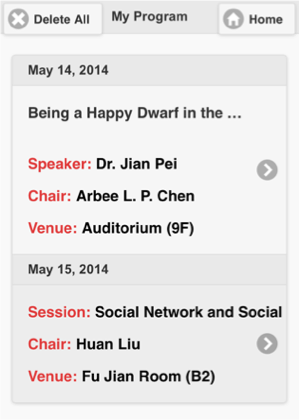 Delete All
My Program
Home
May 14, 2014
Being a Happy Dwarf in the ...
Speaker: Dr. Jian Pei
Chair: Arbee L. P. Chen
Venue: Auditorium (9F)
May 15, 2014
Session: Social Network and Social
Chair: Huan Liu
Venue: Fu Jian Room (B2)